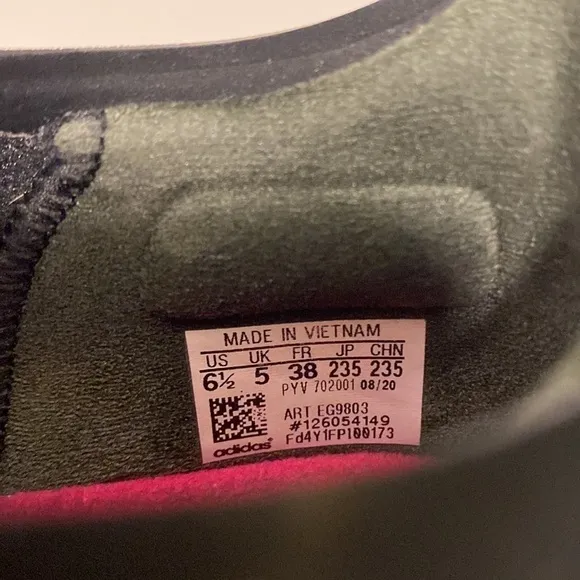 MADE IN VIETNAM
US UK FR JP CHN
6½ 5 38 235 235
PYV 702001 08/20
ART EG9803
#126054149
Fd4Y1FP100173
adidas